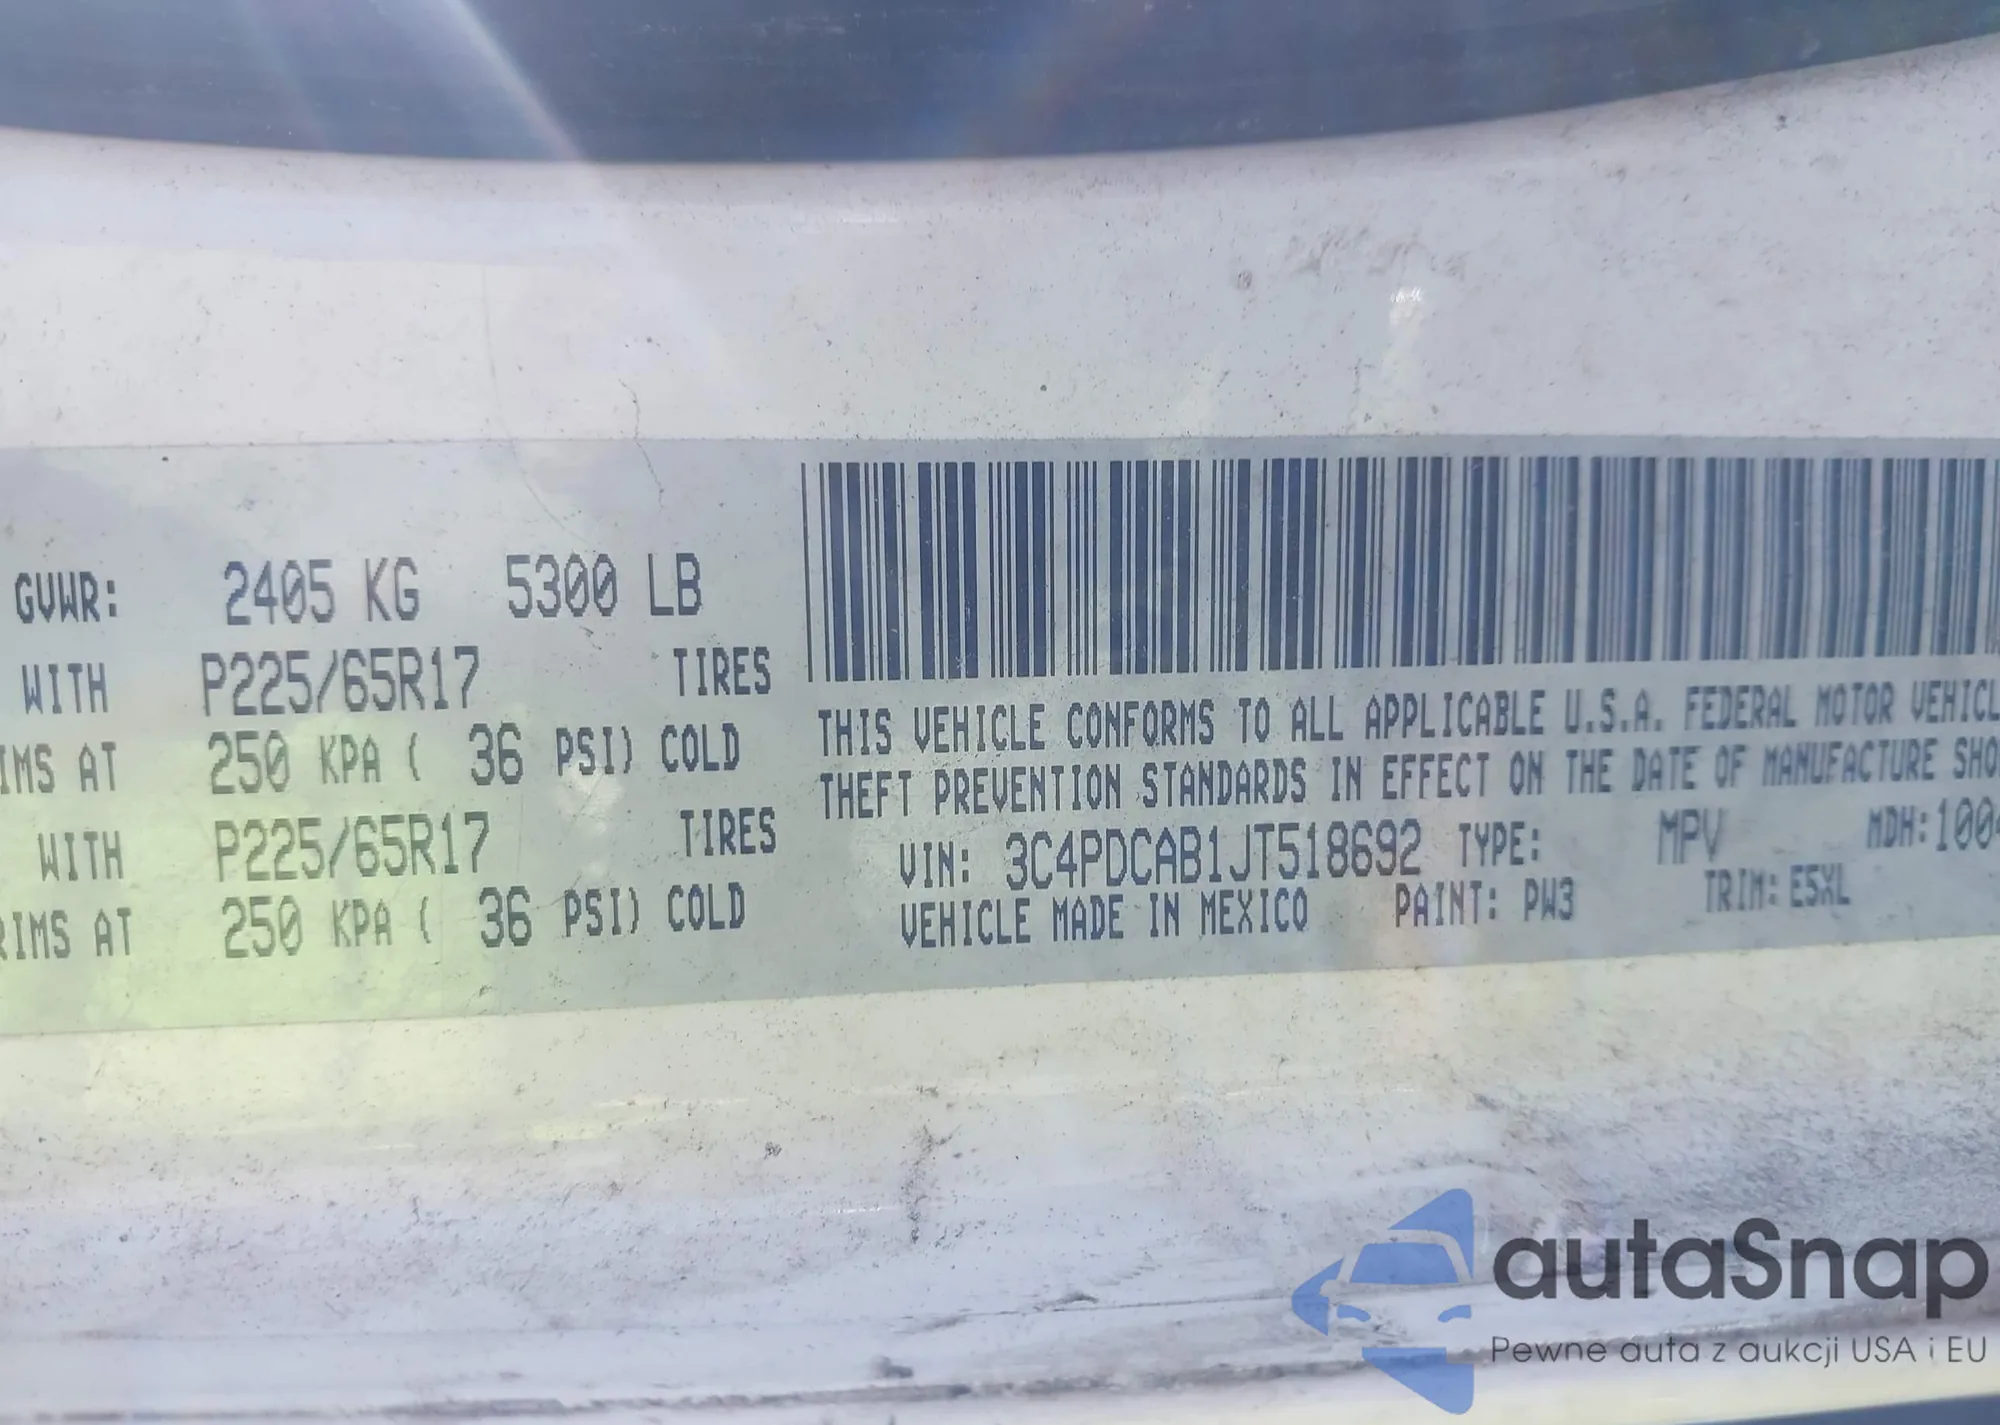 GVWR: 2405 KG 5300 LB
WITH P225/65R17 TIRES
IMS AT 250 KPA ( 36 PSI) COLD
WITH P225/65R17 TIRES
RIMS AT 250 KPA ( 36 PSI) COLD
THIS VEHICLE CONFORMS TO ALL APPLICABLE U.S.A. FEDERAL MOTOR VEHICL
THEFT PREVENTION STANDARDS IN EFFECT ON THE DATE OF MANUFACTURE SHO
VIN: 3C4PDCAB1JT518692 TYPE: MPV MDH: 1004
VEHICLE MADE IN MEXICO PAINT: PW3 TRIM: E5XL
autaSnap
Pewne auta z aukcji USA i EU